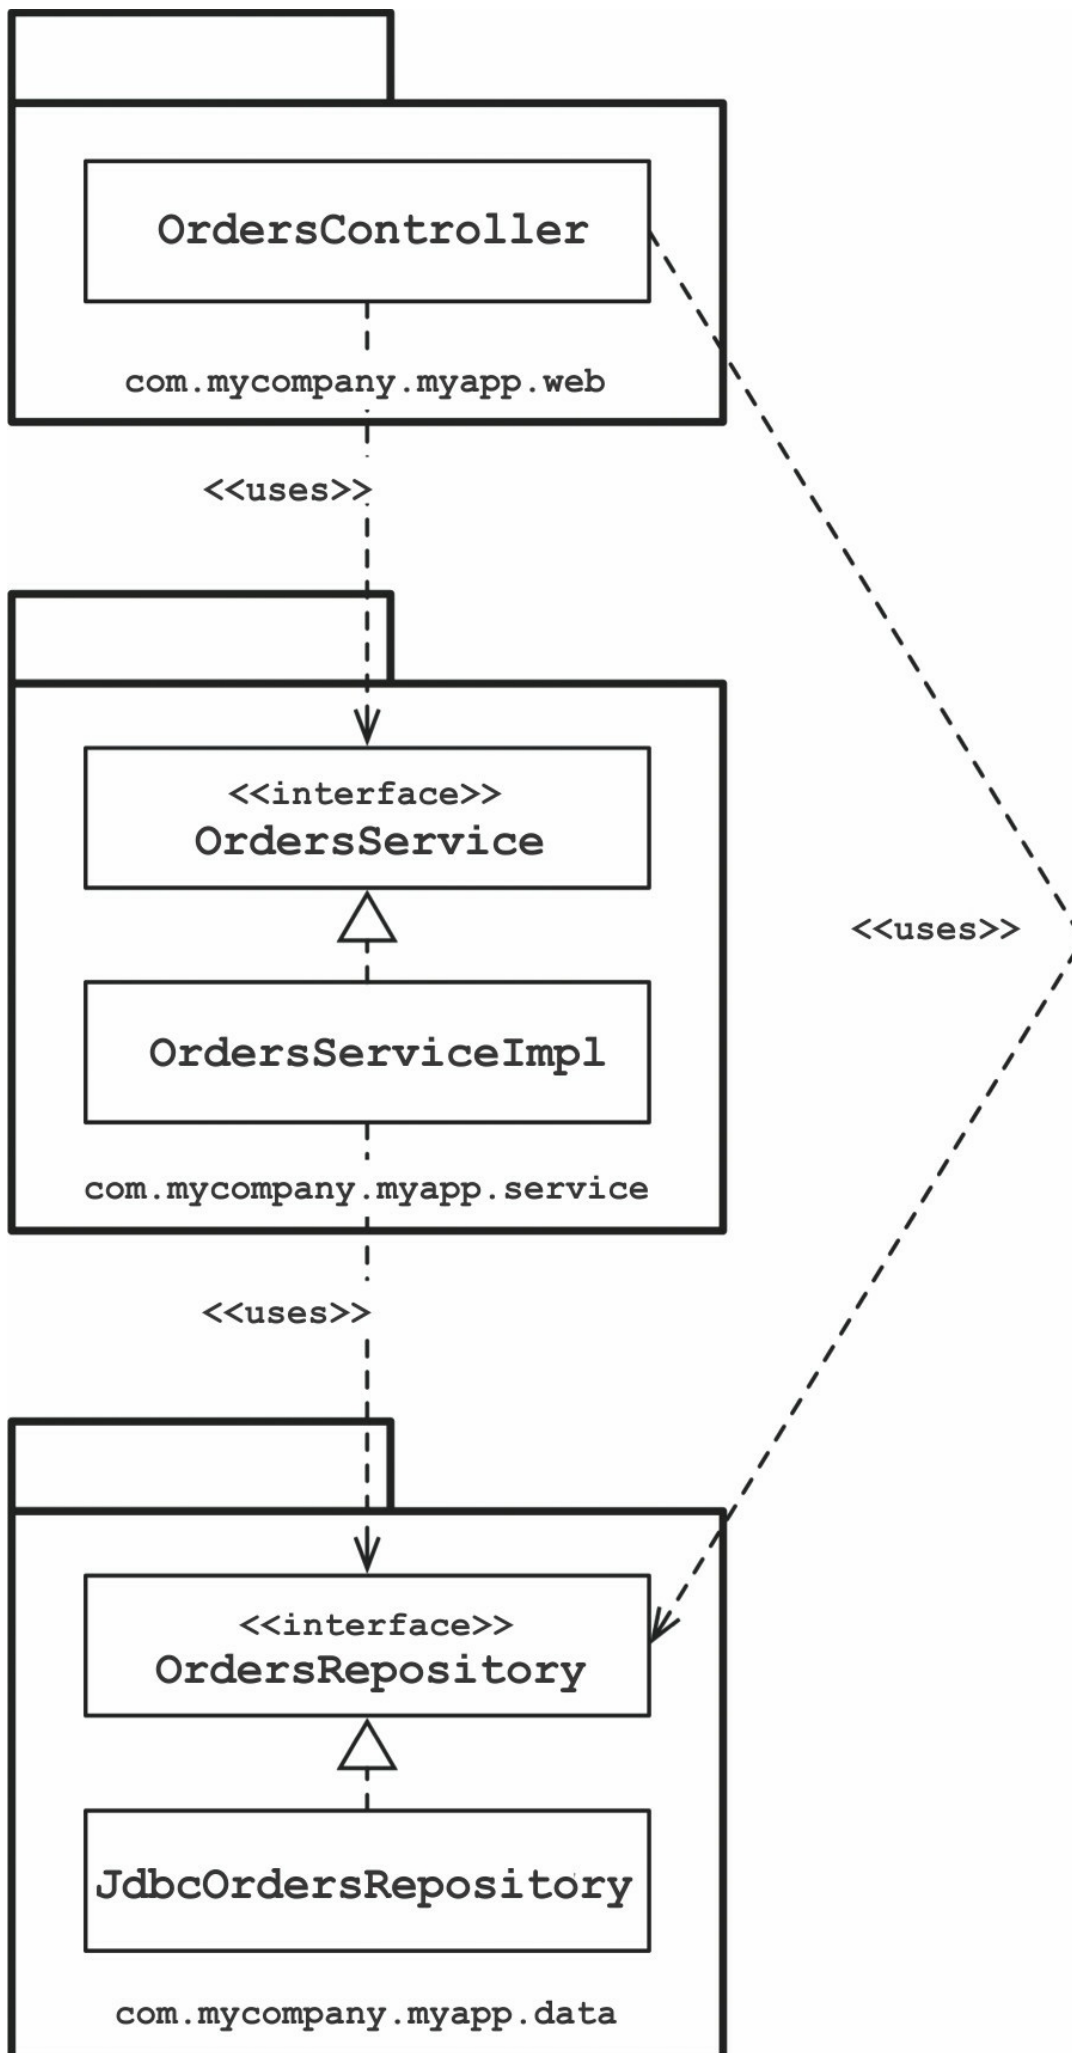 OrdersController
com.mycompany.myapp.web
<<uses>>
<<interface>>
OrdersService
<<uses>>
OrdersServiceImpl
com.mycompany.myapp.service
<<uses>>
<<interface>>
OrdersRepository
JdbcOrdersRepository
com.mycompany.myapp.data